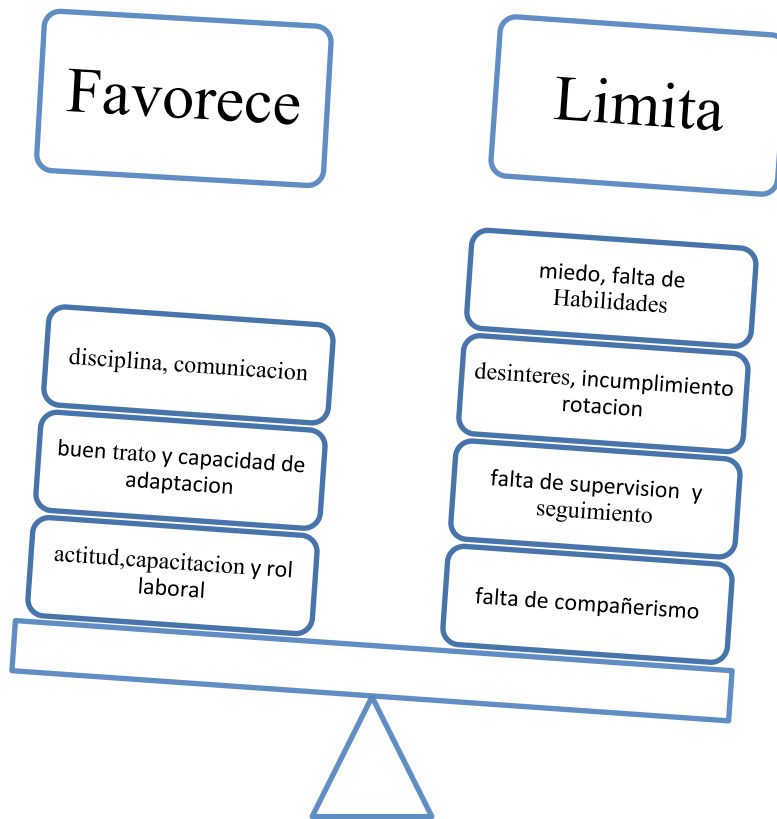 Favorece
Limita
disciplina, comunicacion
buen trato y capacidad de
adaptacion
actitud,capacitacion y rol
laboral
miedo, falta de
Habilidades
desinteres, incumplimiento
rotacion
falta de supervision  y
seguimiento
falta de compañerismo